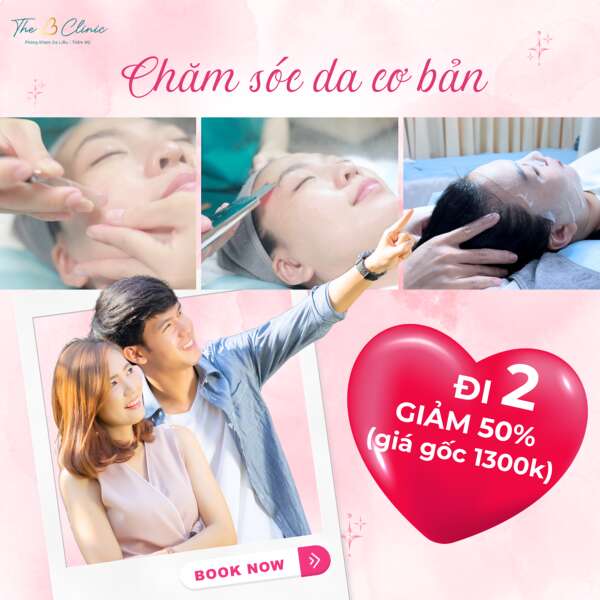 The B Clinic
Phòng Khám Da Liễu - Thẩm Mỹ
Chăm sóc da cơ bản
ĐI 2
GIẢM 50%
(giá gốc 1300k)
BOOK NOW